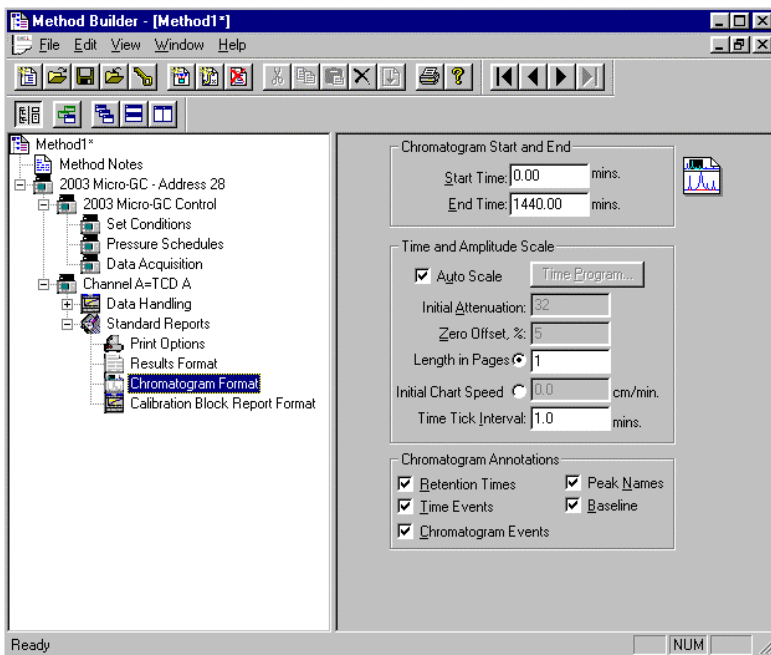 Method Builder - [Method1*]
File Edit View Window Help
Method1*
Method Notes
2003 Micro-GC - Address 28
2003 Micro-GC Control
Set Conditions
Pressure Schedules
Data Acquisition
Channel A=TCD A
Data Handling
Standard Reports
Print Options
Results Format
Chromatogram Format
Calibration Block Report Format
Chromatogram Start and End
Start Time: 0.00 mins.
End Time: 1440.00 mins.
Time and Amplitude Scale
Auto Scale Time Program...
Initial Attenuation: 32
Zero Offset, %: 5
Length in Pages 1
Initial Chart Speed 0.0 cm/min.
Time Tick Interval: 1.0 mins.
Chromatogram Annotations
Retention Times Peak Names
Time Events Baseline
Chromatogram Events
Ready NUM